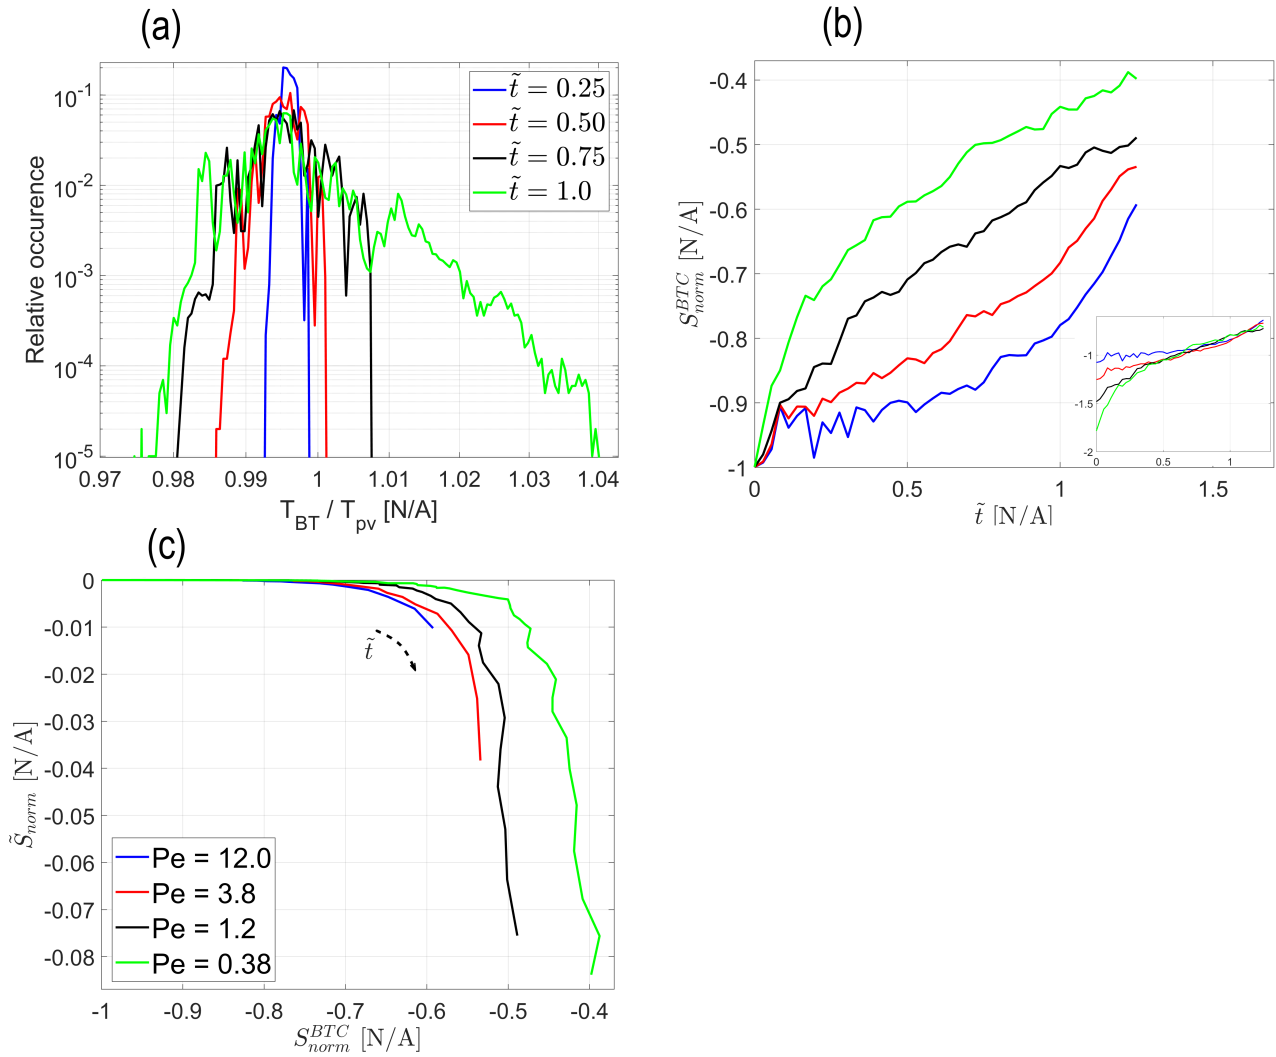 (a)
Relative occurence
10^-1
10^-2
10^-3
10^-4
10^-5
0.97 0.98 0.99 1 1.01 1.02 1.03 1.04
T_BT / T_pv [N/A]
t̃ = 0.25
t̃ = 0.50
t̃ = 0.75
t̃ = 1.0
(b)
S_norm^BTC [N/A]
-0.4
-0.5
-0.6
-0.7
-0.8
-0.9
-1
0 0.5 1 1.5
t̃ [N/A]
-1
-1.5
-2
0 0.5 1
(c)
S̃_norm [N/A]
0
-0.01
-0.02
-0.03
-0.04
-0.05
-0.06
-0.07
-0.08
t̃
Pe = 12.0
Pe = 3.8
Pe = 1.2
Pe = 0.38
-1 -0.9 -0.8 -0.7 -0.6 -0.5 -0.4
S_norm^BTC [N/A]